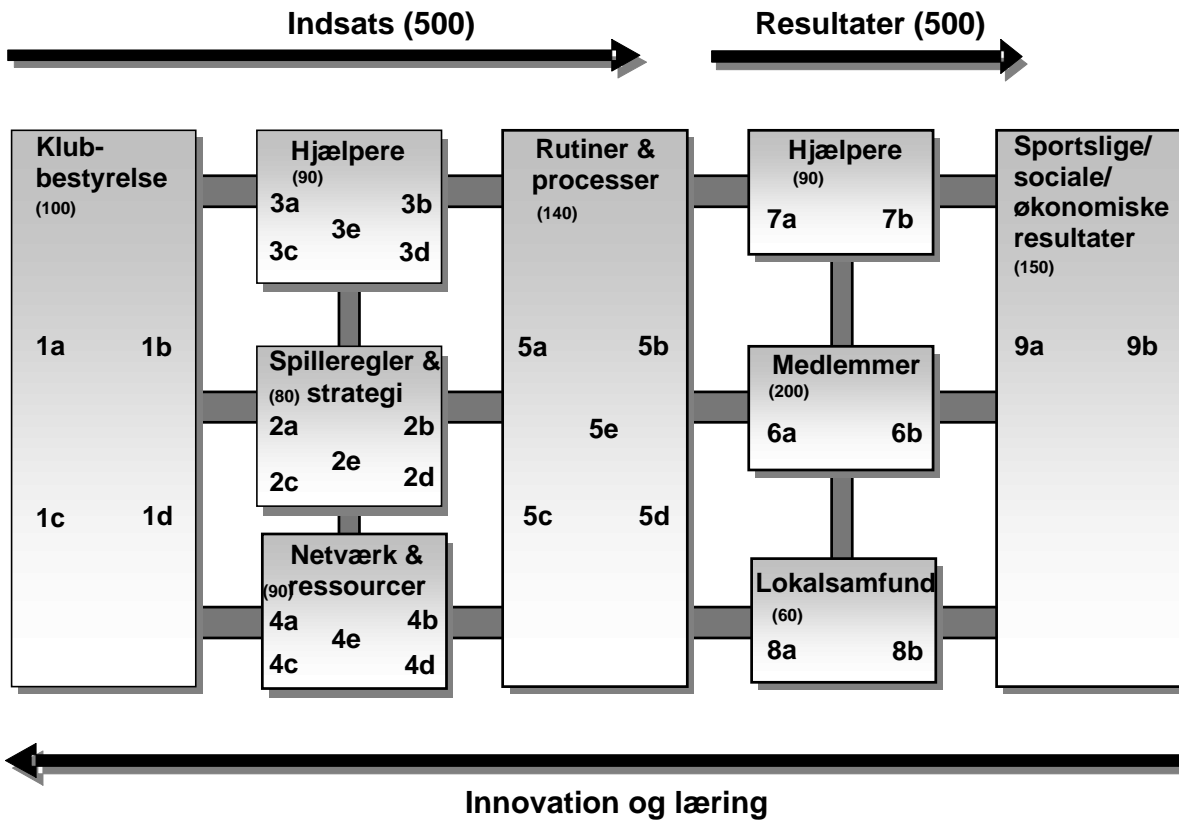 Indsats (500)
Resultater (500)
Klub-
bestyrelse
(100)
1a 1b
1c 1d
Hjælpere
(90)
3a 3b
3e
3c 3d
Spilleregler &
(80) strategi
2a 2b
2e
2c 2d
Netværk &
(90) ressourcer
4a 4b
4e
4c 4d
Rutiner &
processer
(140)
5a 5b
5e
5c 5d
Hjælpere
(90)
7a 7b
Medlemmer
(200)
6a 6b
Lokalsamfund
(60)
8a 8b
Sportslige/
sociale/
økonomiske
resultater
(150)
9a 9b
Innovation og læring